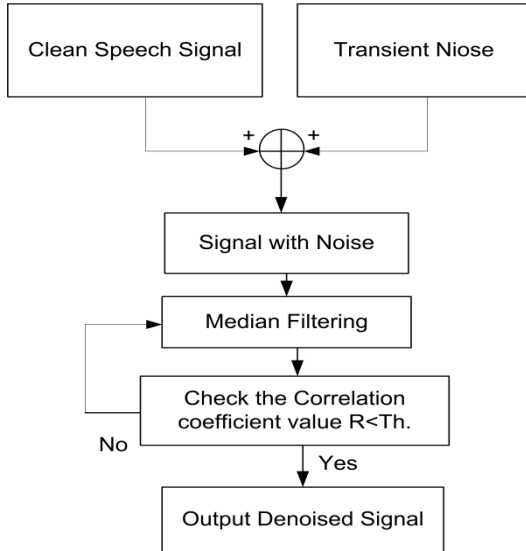 Clean Speech Signal
Transient Niose
+ +
Signal with Noise
Median Filtering
Check the Correlation
coefficient value R<Th.
No
Yes
Output Denoised Signal